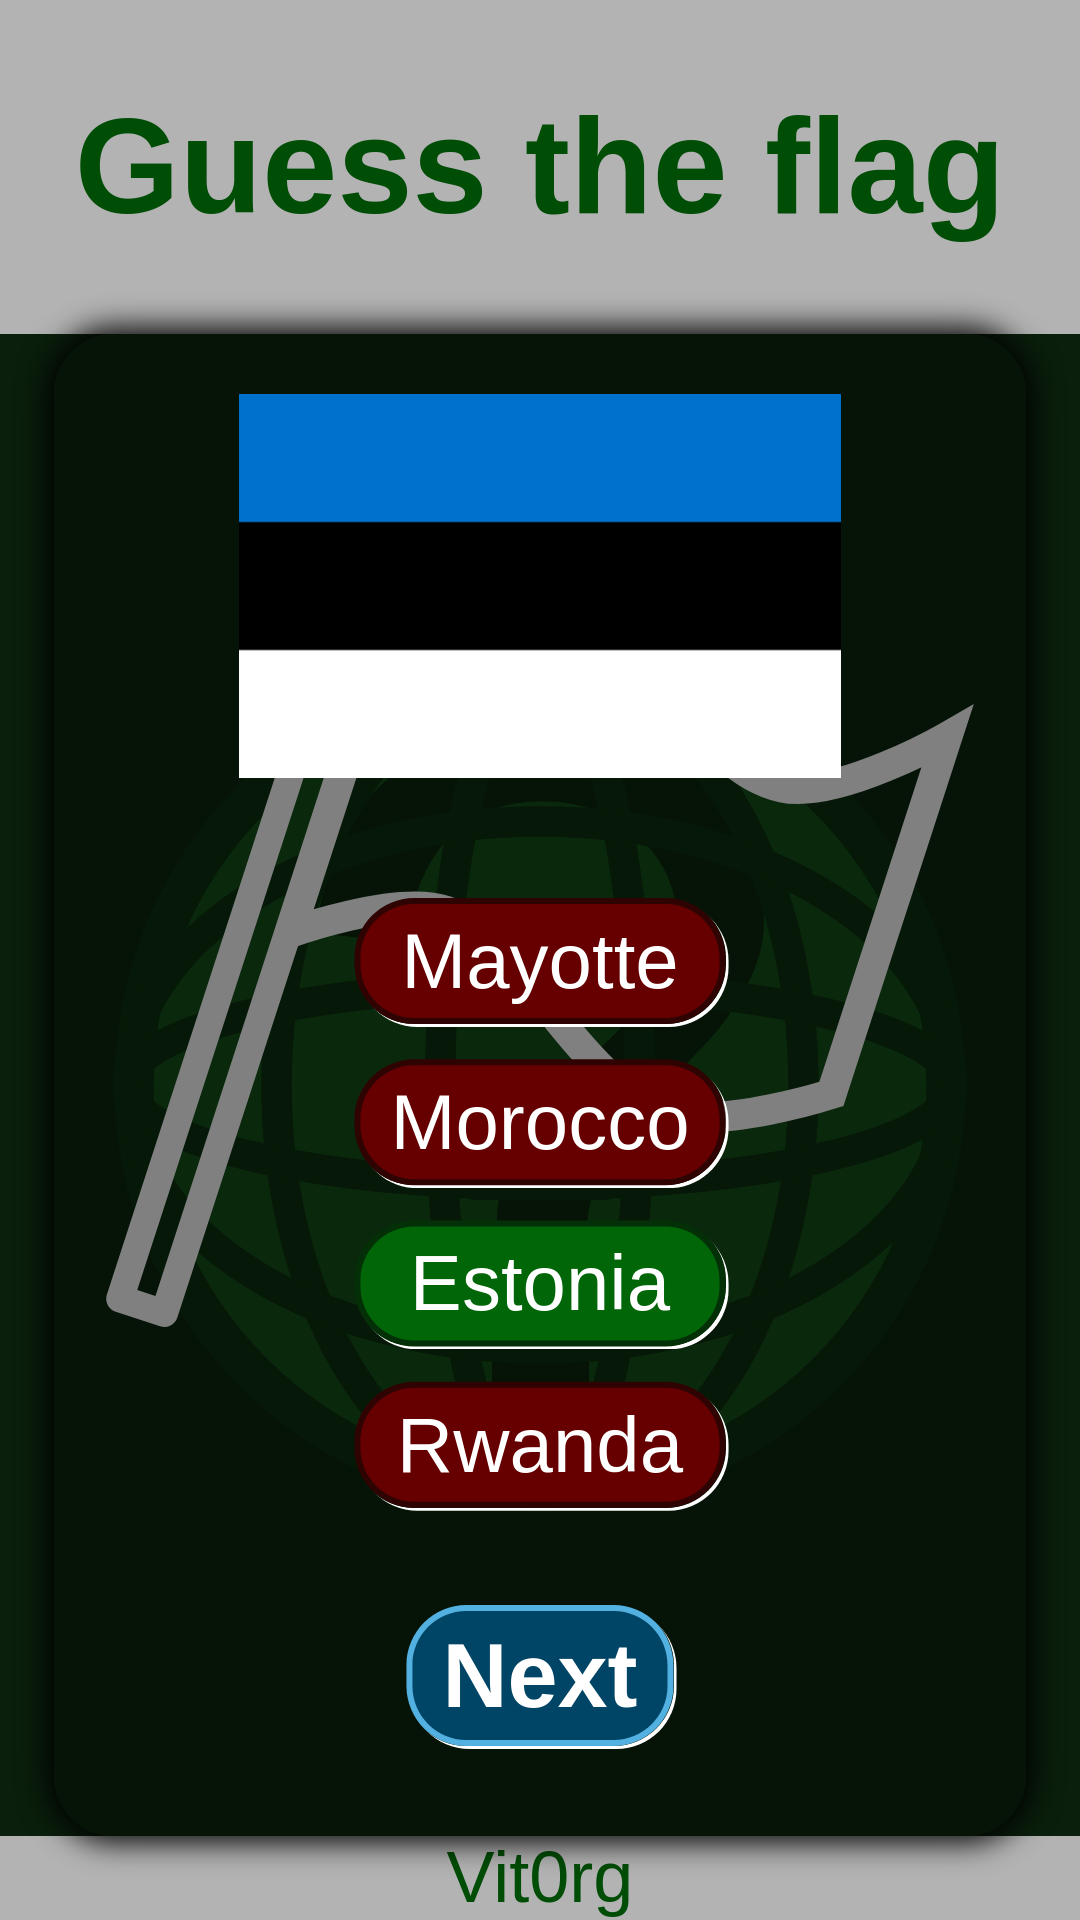 Guess the flag
Mayotte
Morocco
Estonia
Rwanda
Next
Vit0rg